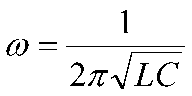 ω = 1 / (2π√LC)